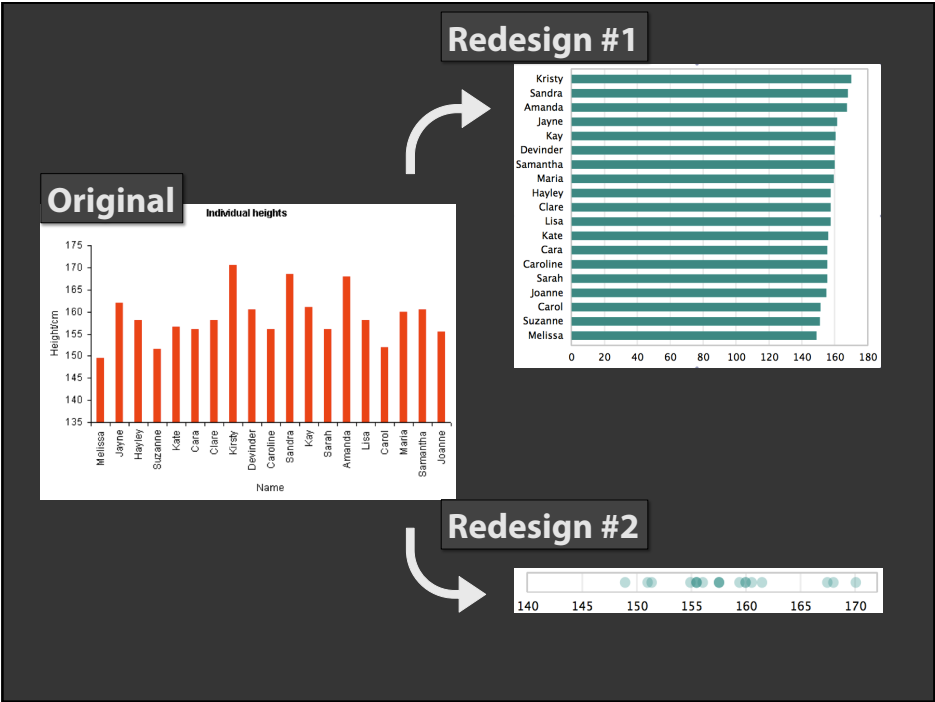 Redesign #1
Kristy
Sandra
Amanda
Jayne
Kay
Devinder
Samantha
Maria
Hayley
Clare
Lisa
Kate
Cara
Caroline
Sarah
Joanne
Carol
Suzanne
Melissa
0 20 40 60 80 100 120 140 160 180
Original
Individual heights
Height/cm
175
170
165
160
155
150
145
140
135
Melissa Jayne Hayley Suzanne Kate Cara Clare Kirsty Devinder Caroline Sandra Kay Sarah Amanda Lisa Carol Maria Samantha Joanne
Name
Redesign #2
140 145 150 155 160 165 170